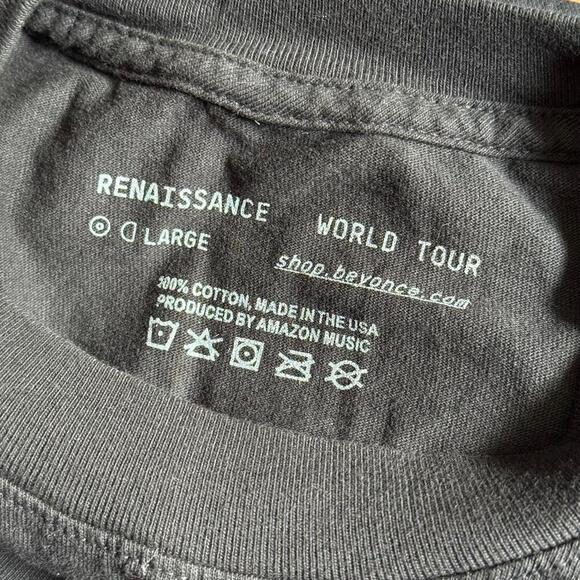 RENAISSANCE WORLD TOUR
LARGE shop.beyonce.com
100% COTTON, MADE IN THE USA
PRODUCED BY AMAZON MUSIC